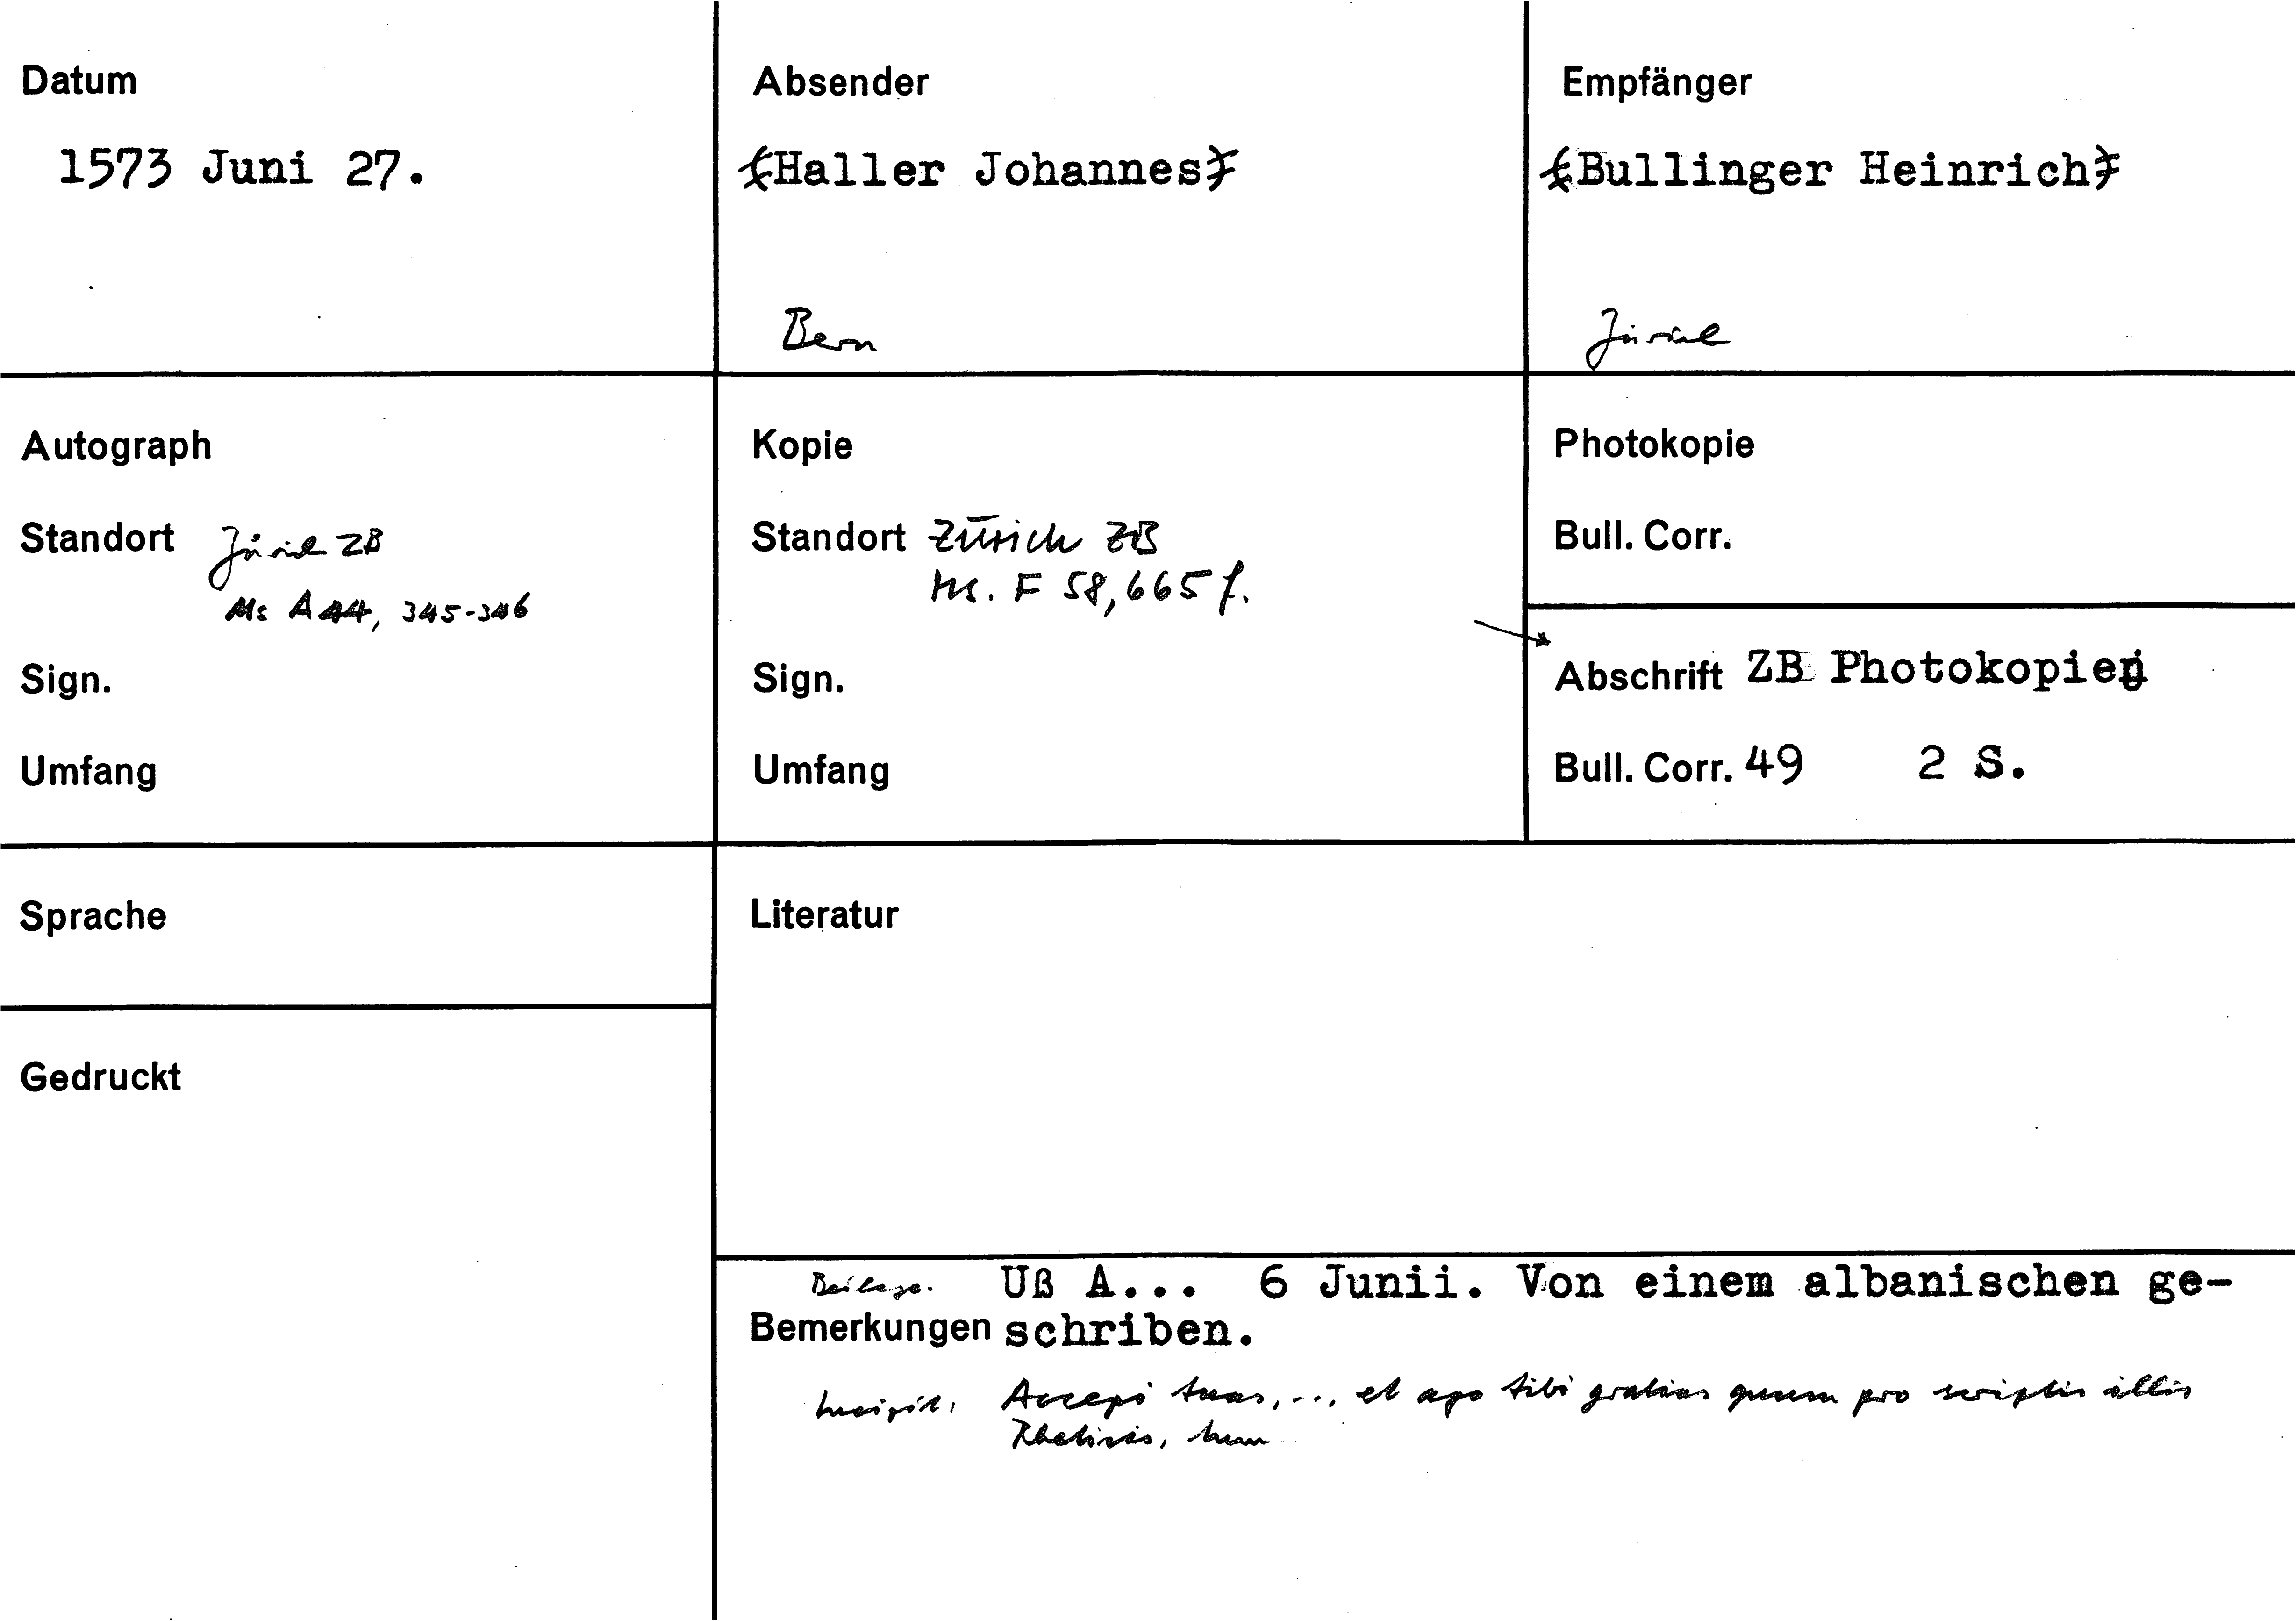 Datum
1573 Juni 27.
Absender
(Haller Johannes)
Bern
Empfänger
(Bullinger Heinrich)
Zürich
Autograph
Standort Zürich ZB
Ms A 44, 345-346
Sign.
Umfang
Kopie
Standort Zürich ZB
Ms. F 58, 665 f.
Sign.
Umfang
Photokopie
Bull. Corr.
Abschrift ZB Photokopien
Bull. Corr. 49 2 S.
Sprache
Gedruckt
Literatur
Beilage. Uß A... 6 Junii. Von einem albanischen ge-
Bemerkungen schriben.
Incipit: Accepi tuas, ..., et ago tibi gratias quum pro scriptis illis
Rheticis, tum